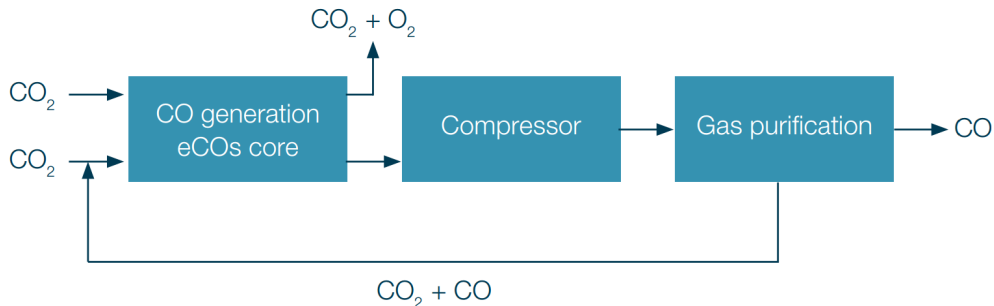 CO₂ + O₂
CO₂
CO₂
CO generation
eCOs core
Compressor
Gas purification
CO
CO₂ + CO